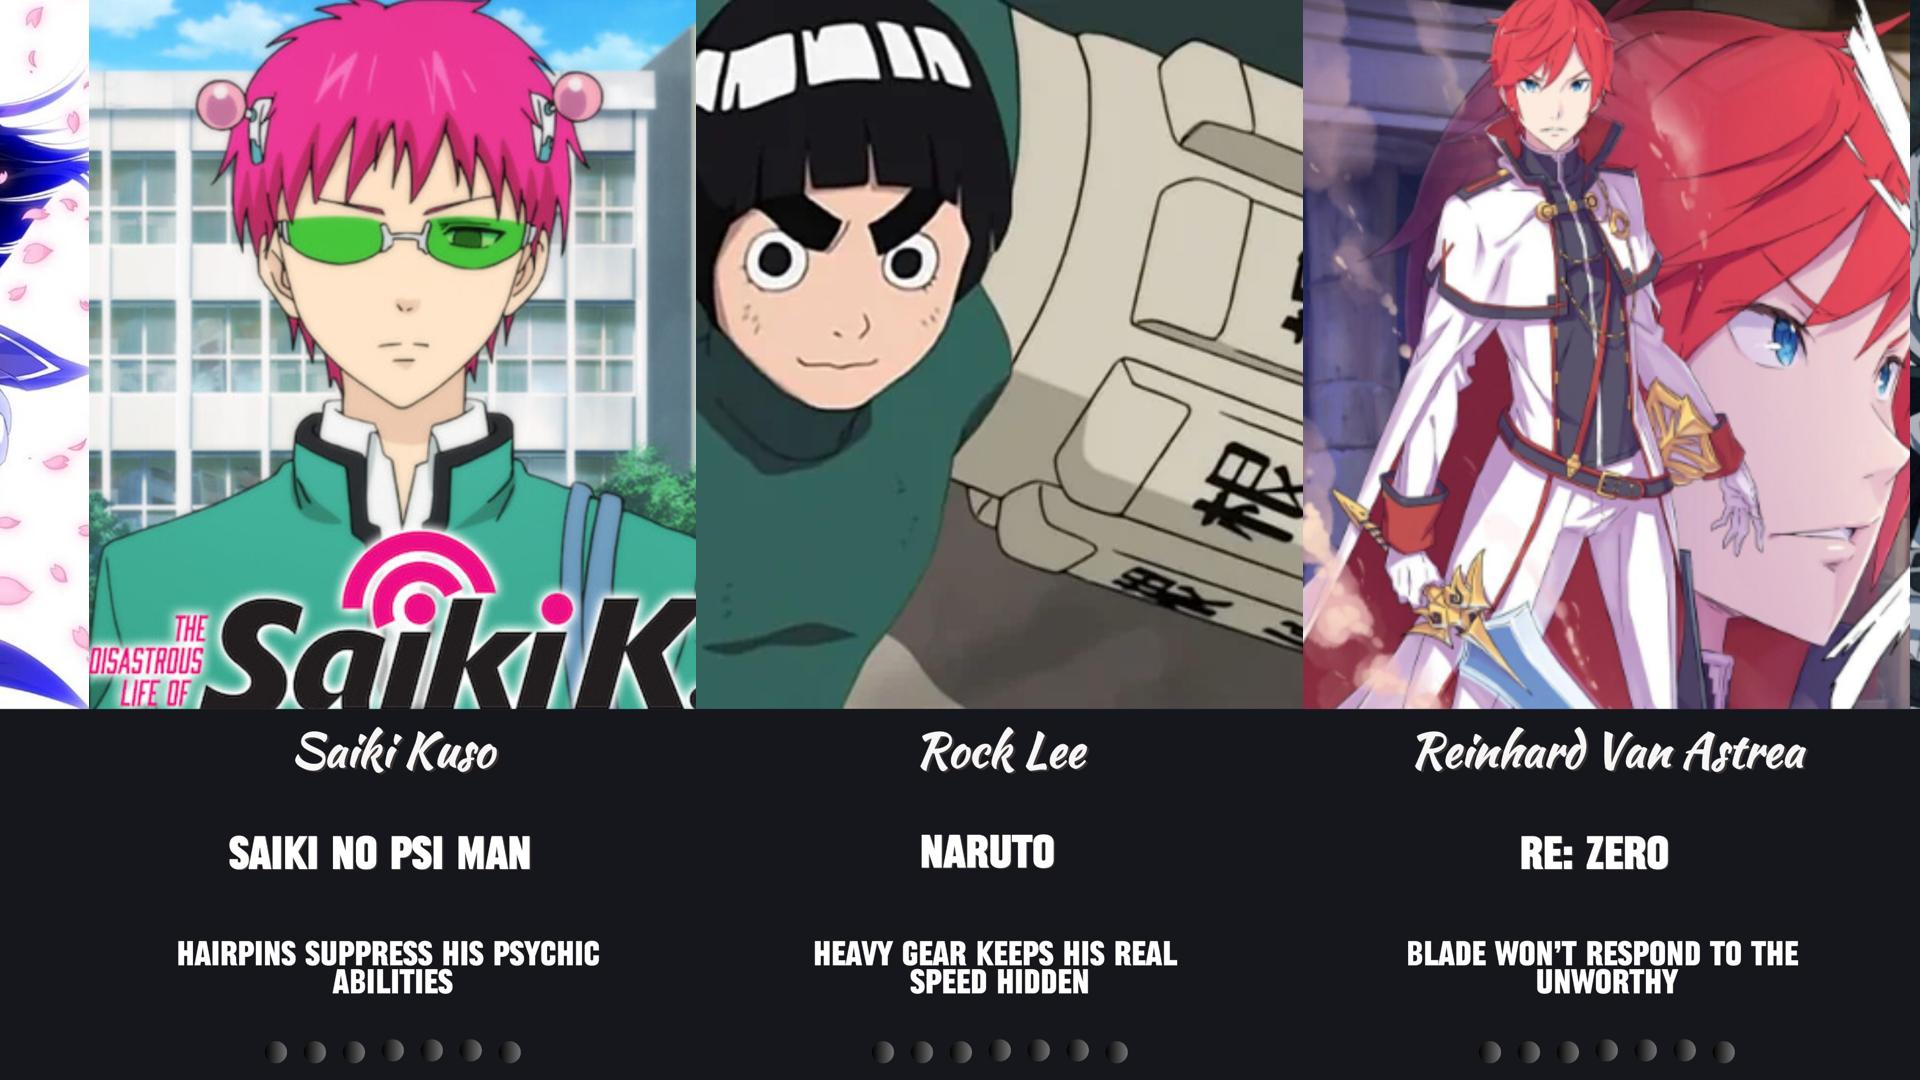 THE
DISASTROUS
LIFE OF
Saiki K.
根
Saiki Kuso
Rock Lee
Reinhard Van Astrea
SAIKI NO PSI MAN
NARUTO
RE: ZERO
HAIRPINS SUPPRESS HIS PSYCHIC
ABILITIES
HEAVY GEAR KEEPS HIS REAL
SPEED HIDDEN
BLADE WON'T RESPOND TO THE
UNWORTHY